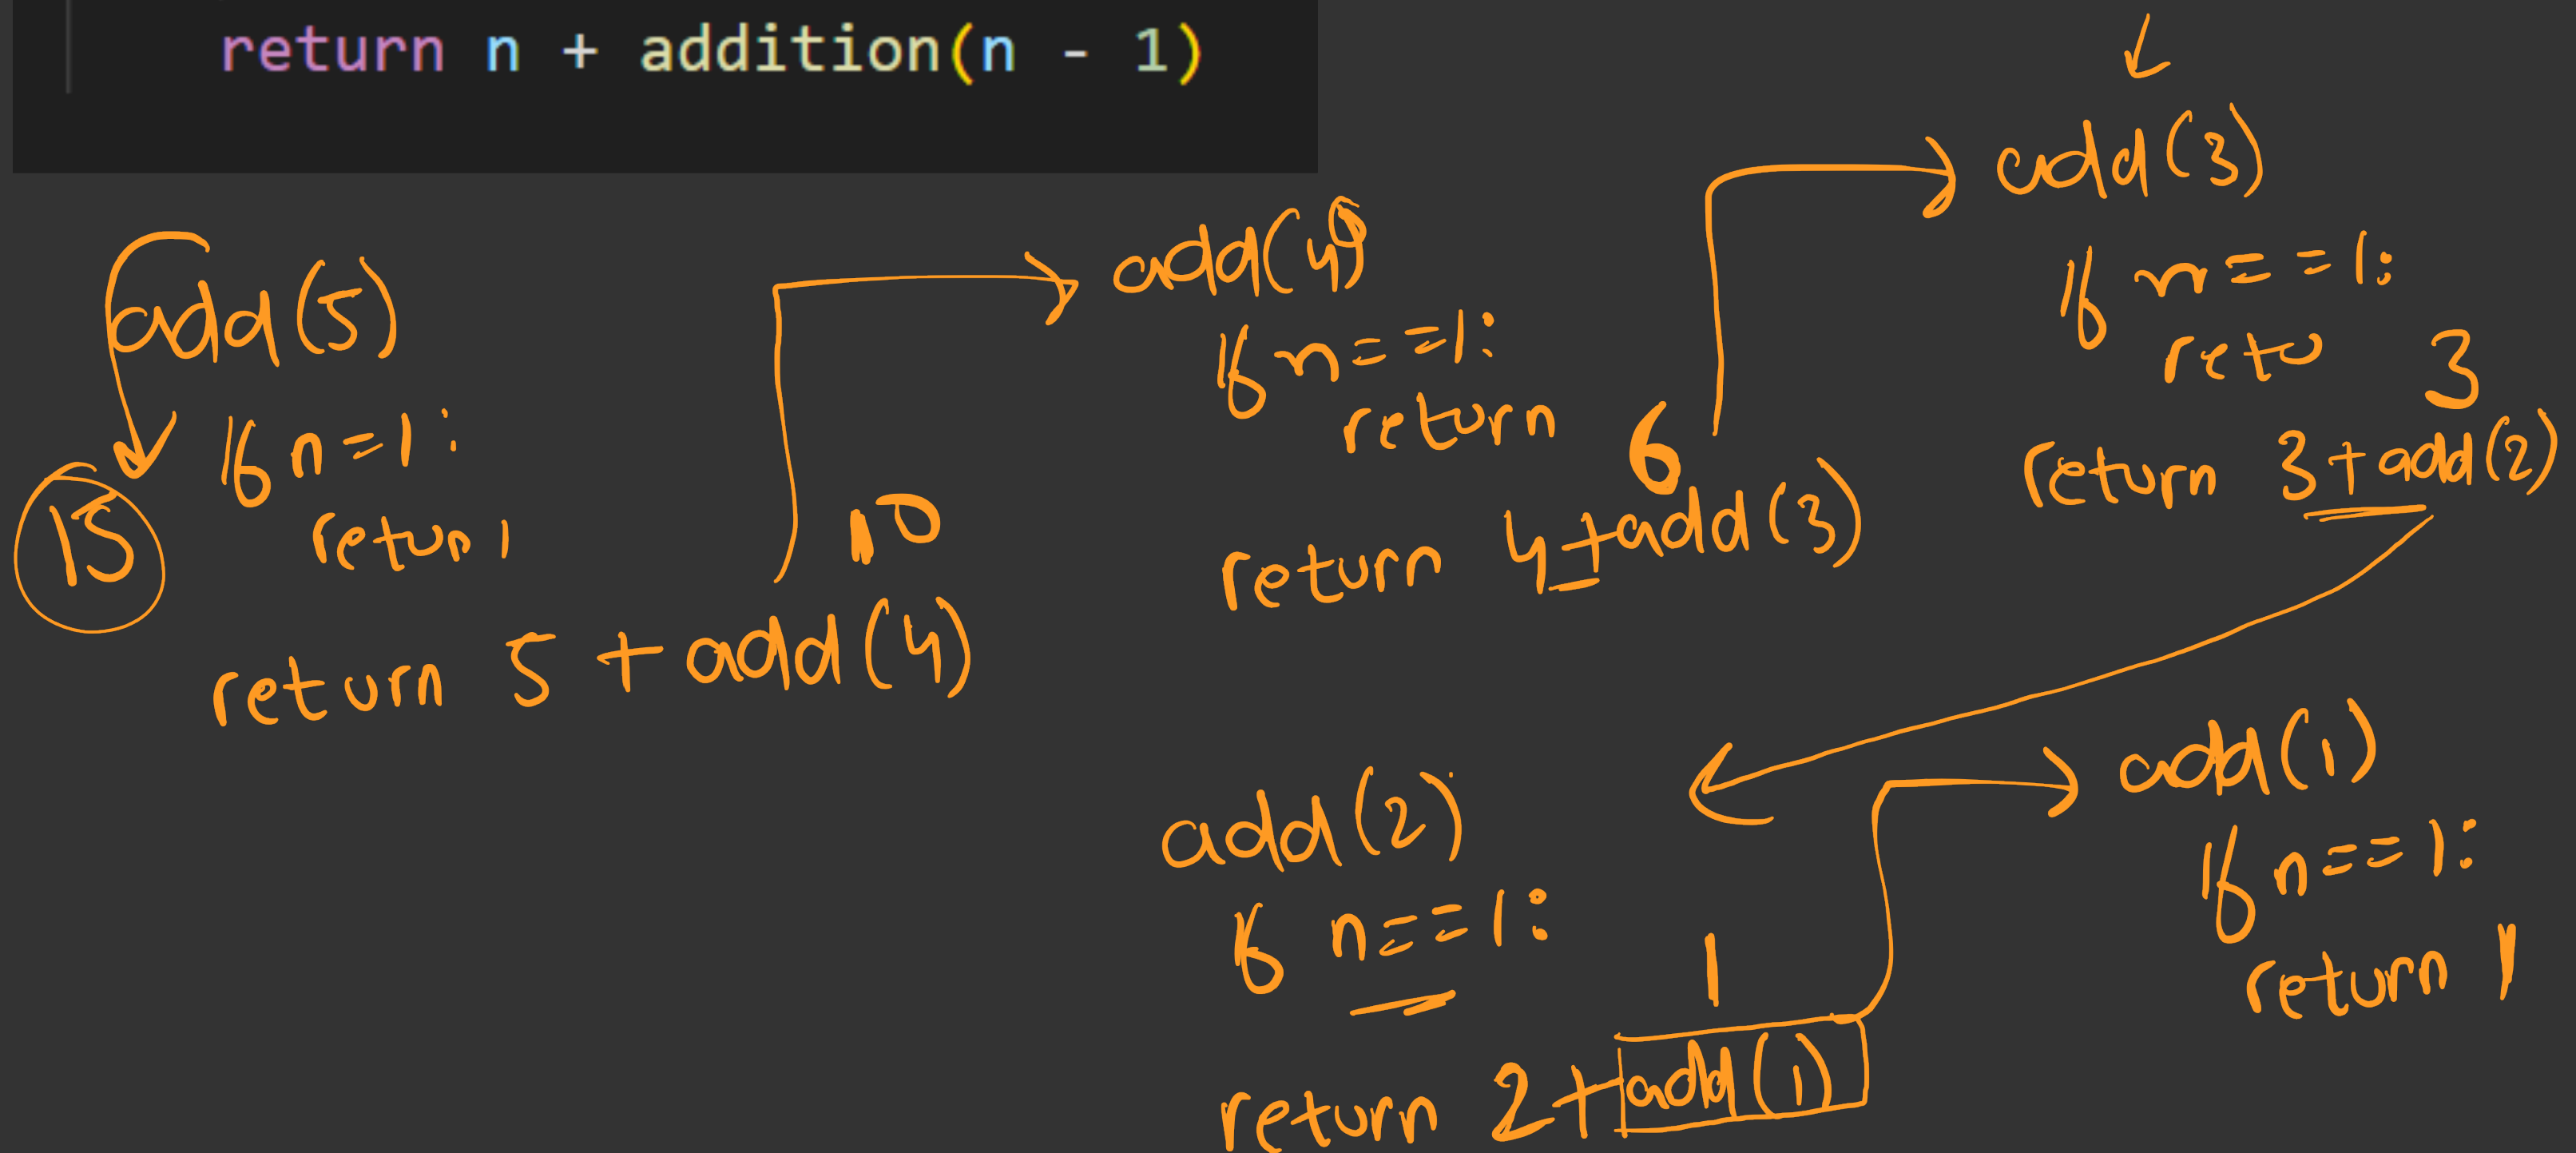 return n + addition(n - 1)
add(5)
if n=1:
return 1
15
10
return 5 + add(4)
add(4)
if n==1:
return
6
return 4+add(3)
add(3)
if n==1:
retu
3
return 3+add(2)
add(2)
if n==1:
1
return 2+add(1)
add(1)
if n==1:
return 1